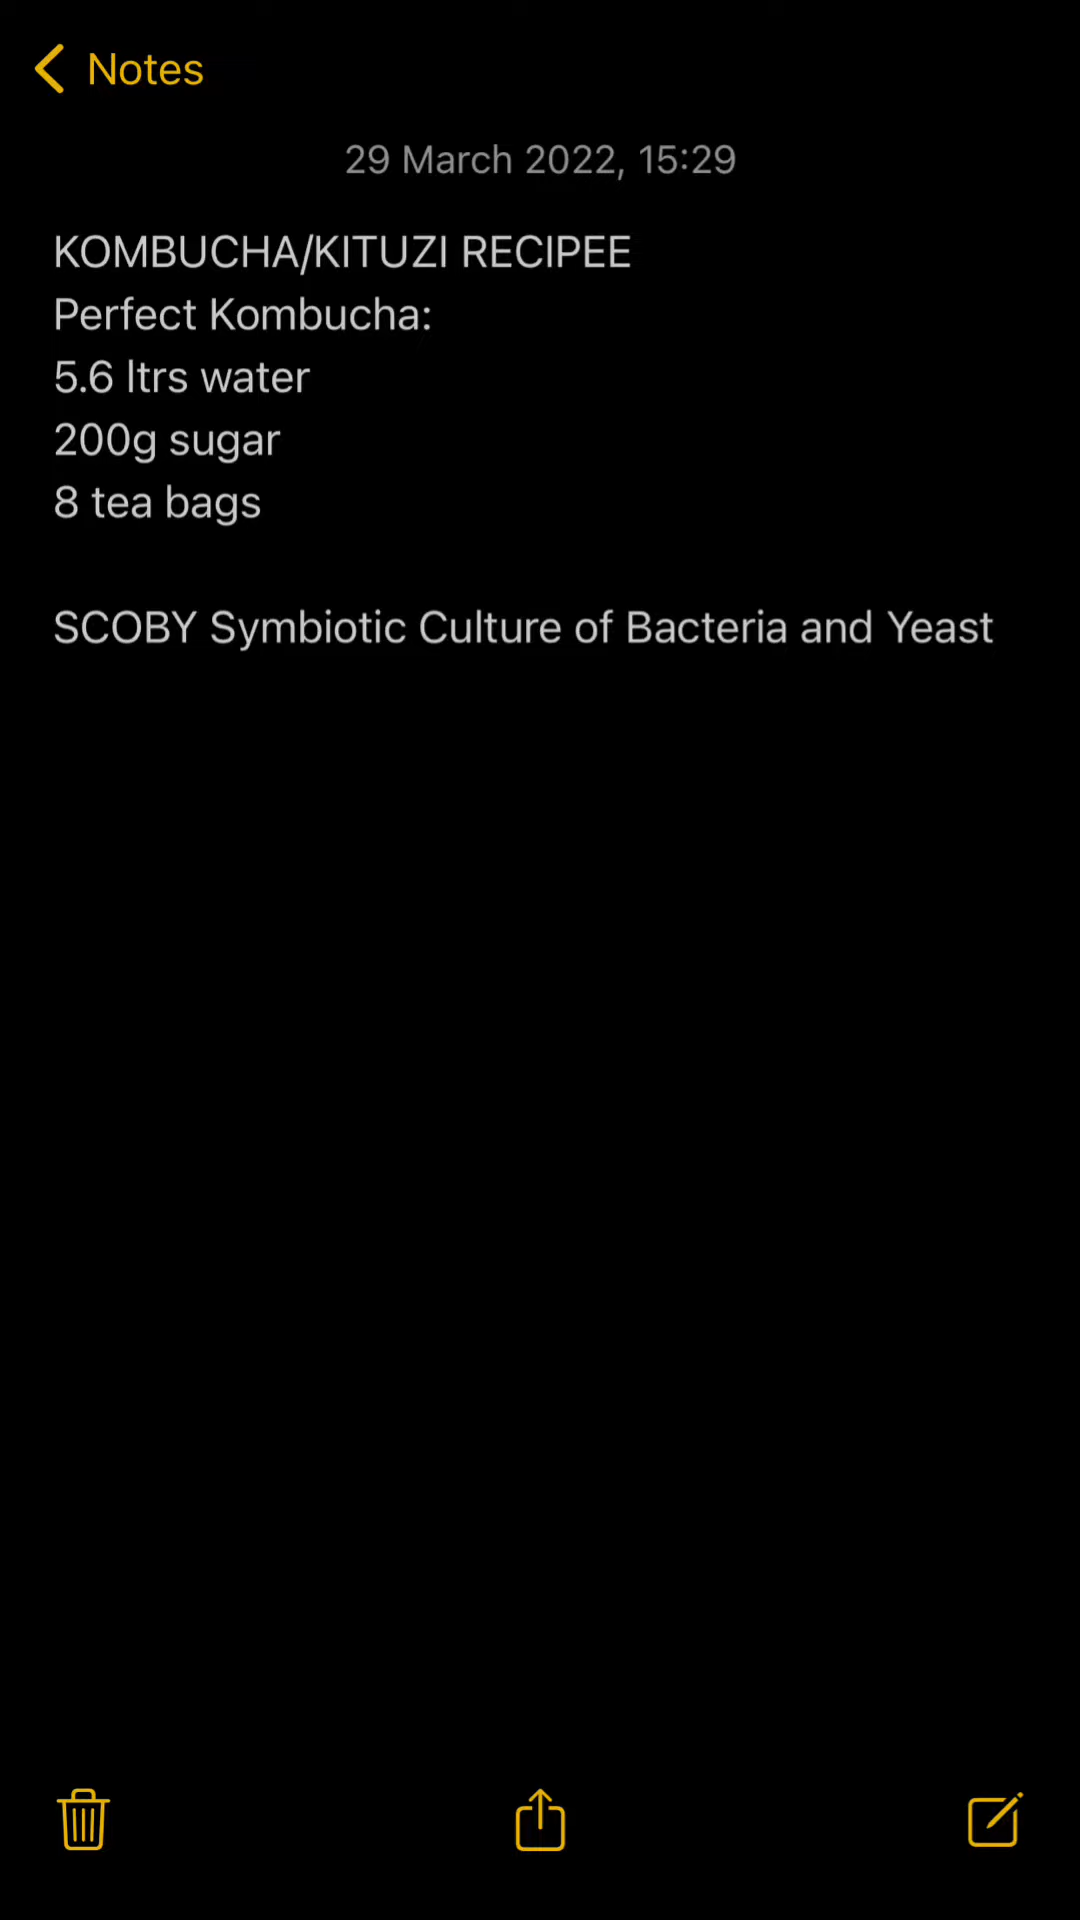 Notes
29 March 2022, 15:29
KOMBUCHA/KITUZI RECIPEE
Perfect Kombucha:
5.6 ltrs water
200g sugar
8 tea bags
SCOBY Symbiotic Culture of Bacteria and Yeast